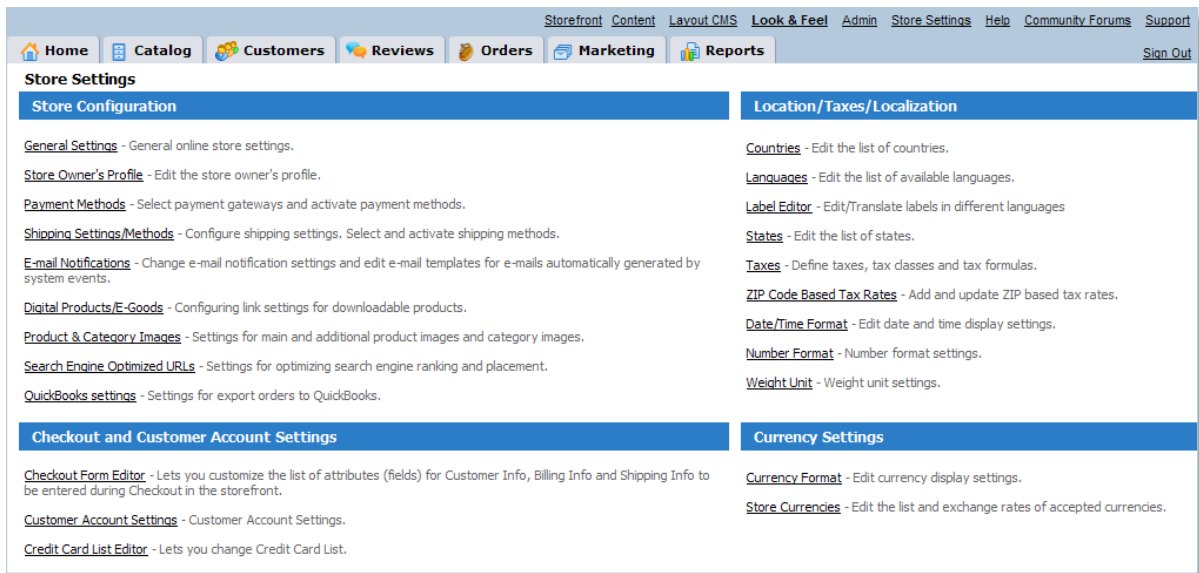 Storefront Content Layout CMS Look & Feel Admin Store Settings Help Community Forums Support
Home Catalog Customers Reviews Orders Marketing Reports Sign Out
Store Settings
Store Configuration
General Settings - General online store settings.
Store Owner's Profile - Edit the store owner's profile.
Payment Methods - Select payment gateways and activate payment methods.
Shipping Settings/Methods - Configure shipping settings. Select and activate shipping methods.
E-mail Notifications - Change e-mail notification settings and edit e-mail templates for e-mails automatically generated by
system events.
Digital Products/E-Goods - Configuring link settings for downloadable products.
Product & Category Images - Settings for main and additional product images and category images.
Search Engine Optimized URLs - Settings for optimizing search engine ranking and placement.
QuickBooks settings - Settings for export orders to QuickBooks.
Location/Taxes/Localization
Countries - Edit the list of countries.
Languages - Edit the list of available languages.
Label Editor - Edit/Translate labels in different languages
States - Edit the list of states.
Taxes - Define taxes, tax classes and tax formulas.
ZIP Code Based Tax Rates - Add and update ZIP based tax rates.
Date/Time Format - Edit date and time display settings.
Number Format - Number format settings.
Weight Unit - Weight unit settings.
Checkout and Customer Account Settings
Checkout Form Editor - Lets you customize the list of attributes (fields) for Customer Info, Billing Info and Shipping Info to
be entered during Checkout in the storefront.
Customer Account Settings - Customer Account Settings.
Credit Card List Editor - Lets you change Credit Card List.
Currency Settings
Currency Format - Edit currency display settings.
Store Currencies - Edit the list and exchange rates of accepted currencies.